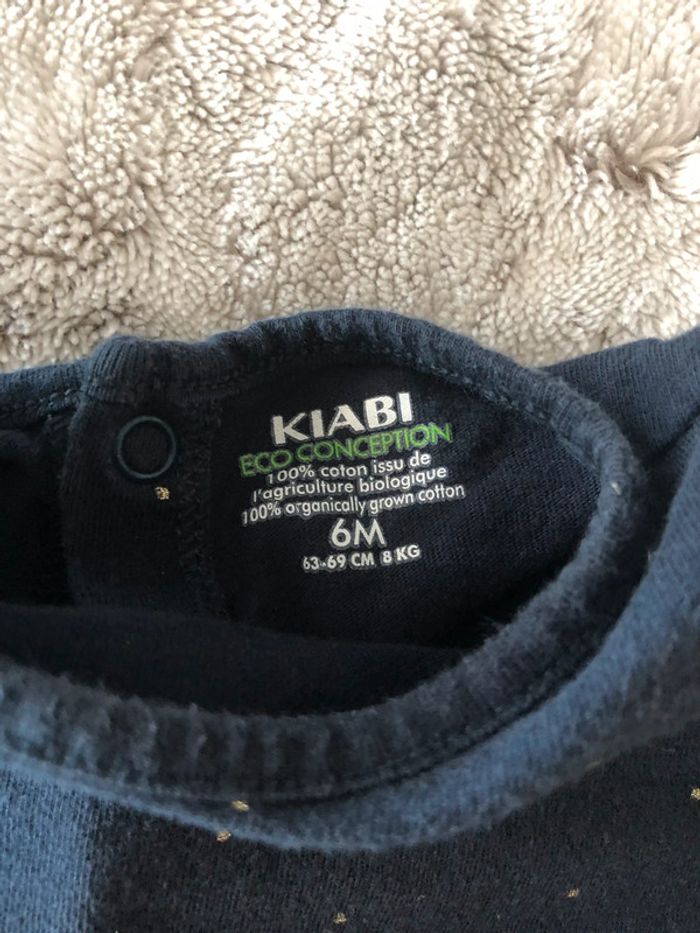 KIABI
ECO CONCEPTION
100% coton issu de
l'agriculture biologique
100% organically grown cotton
6M
63-69 CM 8 KG